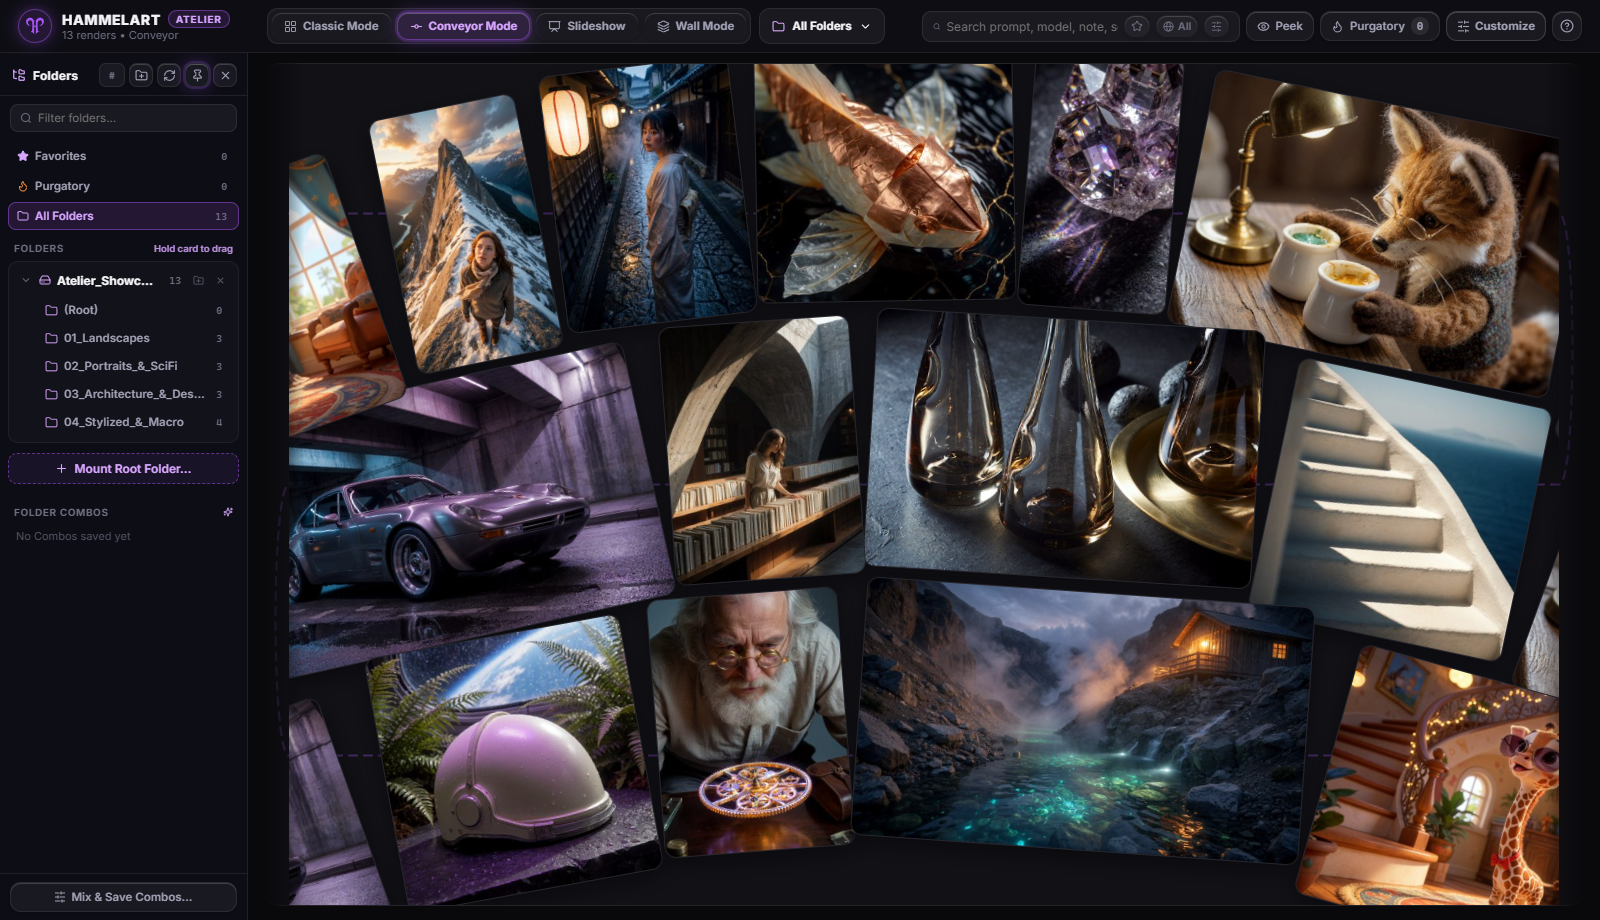 HAMMELART ATELIER
13 renders • Conveyor
Classic Mode
Conveyor Mode
Slideshow
Wall Mode
All Folders
Search prompt, model, note, s
All
Peek
Purgatory 0
Customize
Folders
#
Filter folders...
Favorites 0
Purgatory 0
All Folders 13
FOLDERS Hold card to drag
Atelier_Showc... 13
(Root) 0
01_Landscapes 3
02_Portraits_&_SciFi 3
03_Architecture_&_Des... 3
04_Stylized_&_Macro 4
Mount Root Folder...
FOLDER COMBOS
No Combos saved yet
Mix & Save Combos...